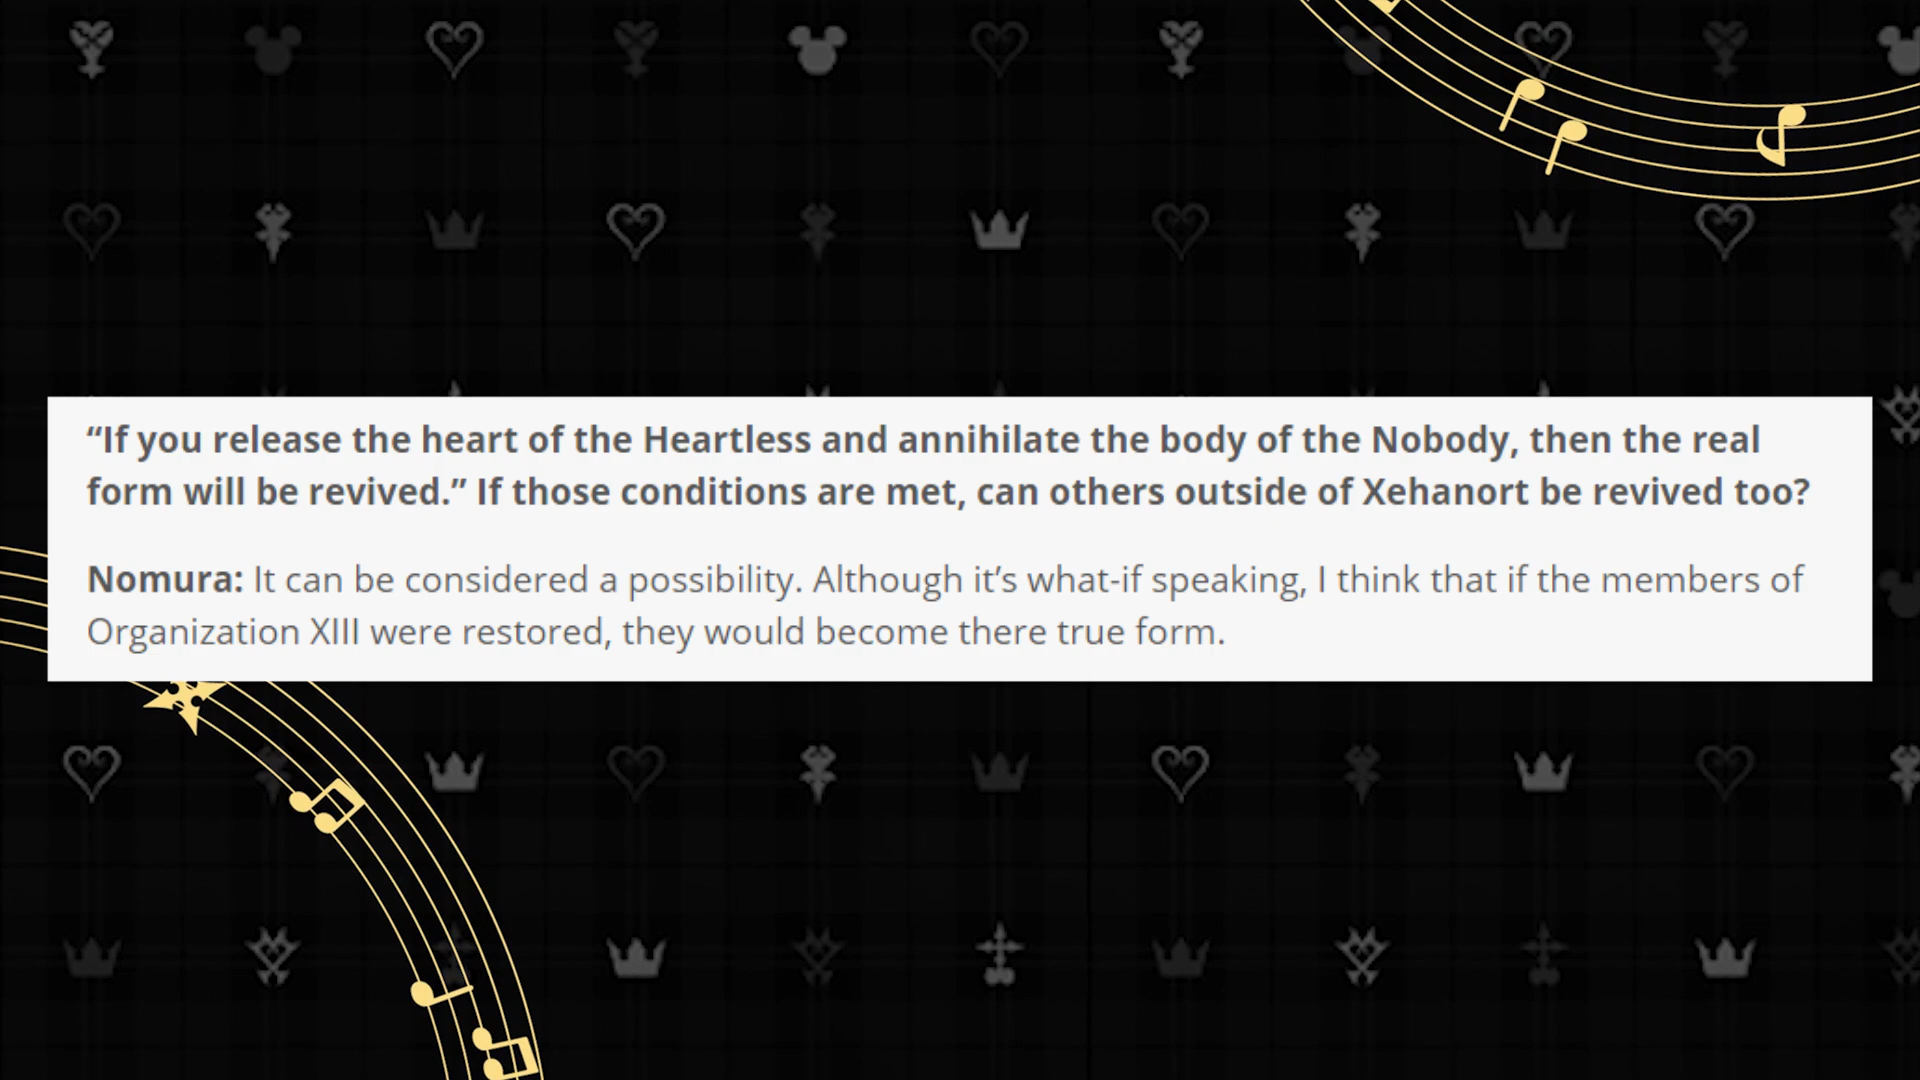 “If you release the heart of the Heartless and annihilate the body of the Nobody, then the real
form will be revived.” If those conditions are met, can others outside of Xehanort be revived too?
Nomura: It can be considered a possibility. Although it’s what-if speaking, I think that if the members of
Organization XIII were restored, they would become there true form.